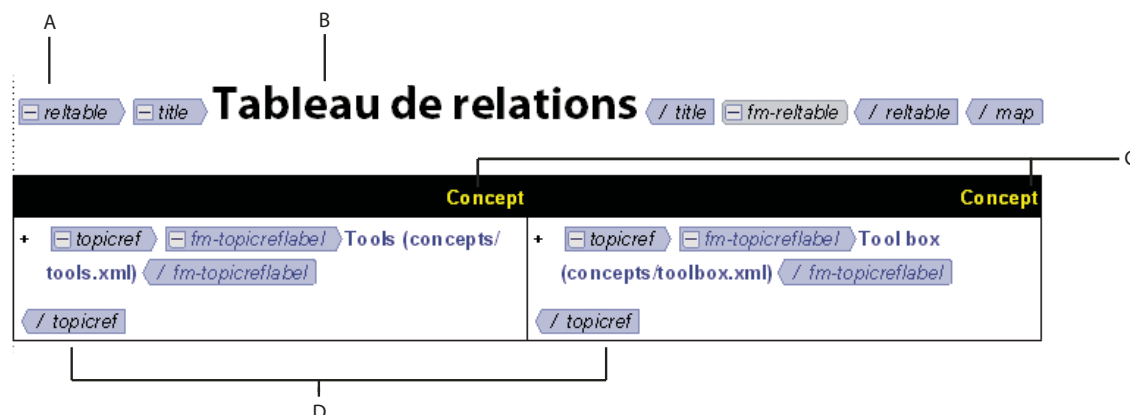 A
B
reltable title Tableau de relations / title fm-reltable / reltable / map
C
Concept Concept
+ topicref fm-topicreflabel Tools (concepts/
tools.xml) / fm-topicreflabel
/ topicref
+ topicref fm-topicreflabel Tool box
(concepts/toolbox.xml) / fm-topicreflabel
/ topicref
D